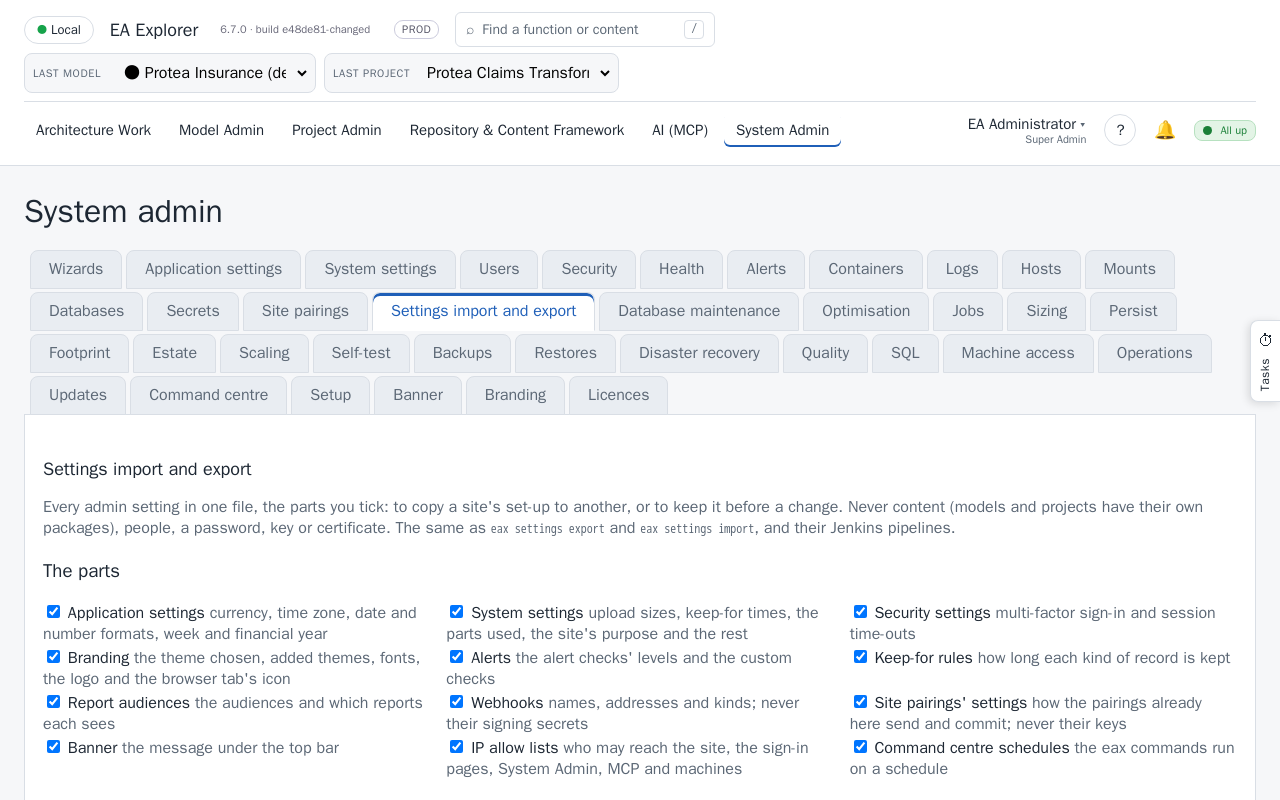 Local EA Explorer 6.7.0 · build e48de81-changed PROD Find a function or content /
LAST MODEL Protea Insurance (de LAST PROJECT Protea Claims Transfor
Architecture Work Model Admin Project Admin Repository & Content Framework AI (MCP) System Admin EA Administrator ▾ ? All up
Super Admin
System admin
Wizards Application settings System settings Users Security Health Alerts Containers Logs Hosts Mounts
Databases Secrets Site pairings Settings import and export Database maintenance Optimisation Jobs Sizing Persist
Footprint Estate Scaling Self-test Backups Restores Disaster recovery Quality SQL Machine access Operations
Updates Command centre Setup Banner Branding Licences
Tasks
Settings import and export
Every admin setting in one file, the parts you tick: to copy a site's set-up to another, or to keep it before a change. Never content (models and projects have their own
packages), people, a password, key or certificate. The same as eax settings export and eax settings import, and their Jenkins pipelines.
The parts
Application settings currency, time zone, date and
number formats, week and financial year
System settings upload sizes, keep-for times, the
parts used, the site's purpose and the rest
Security settings multi-factor sign-in and session
time-outs
Branding the theme chosen, added themes, fonts,
the logo and the browser tab's icon
Alerts the alert checks' levels and the custom
checks
Keep-for rules how long each kind of record is kept
Report audiences the audiences and which reports
each sees
Webhooks names, addresses and kinds; never
their signing secrets
Site pairings' settings how the pairings already
here send and commit; never their keys
Banner the message under the top bar
IP allow lists who may reach the site, the sign-in
pages, System Admin, MCP and machines
Command centre schedules the eax commands run
on a schedule